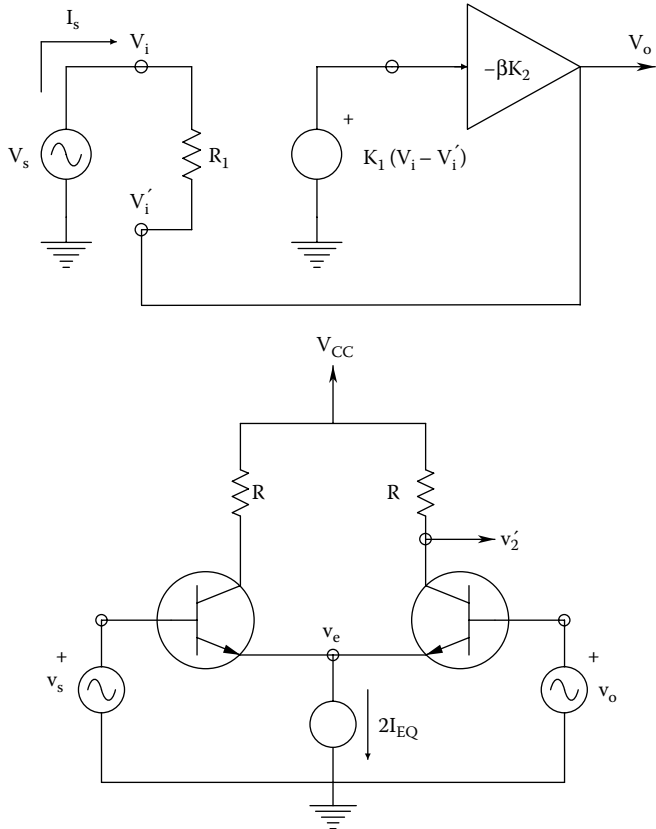 I_s
V_i
V_o
–βK_2
+
V_s
R_1
K_1 (V_i – V_i′)
V_i′
V_CC
R
R
v_2′
v_e
+
+
v_s
v_o
2I_EQ